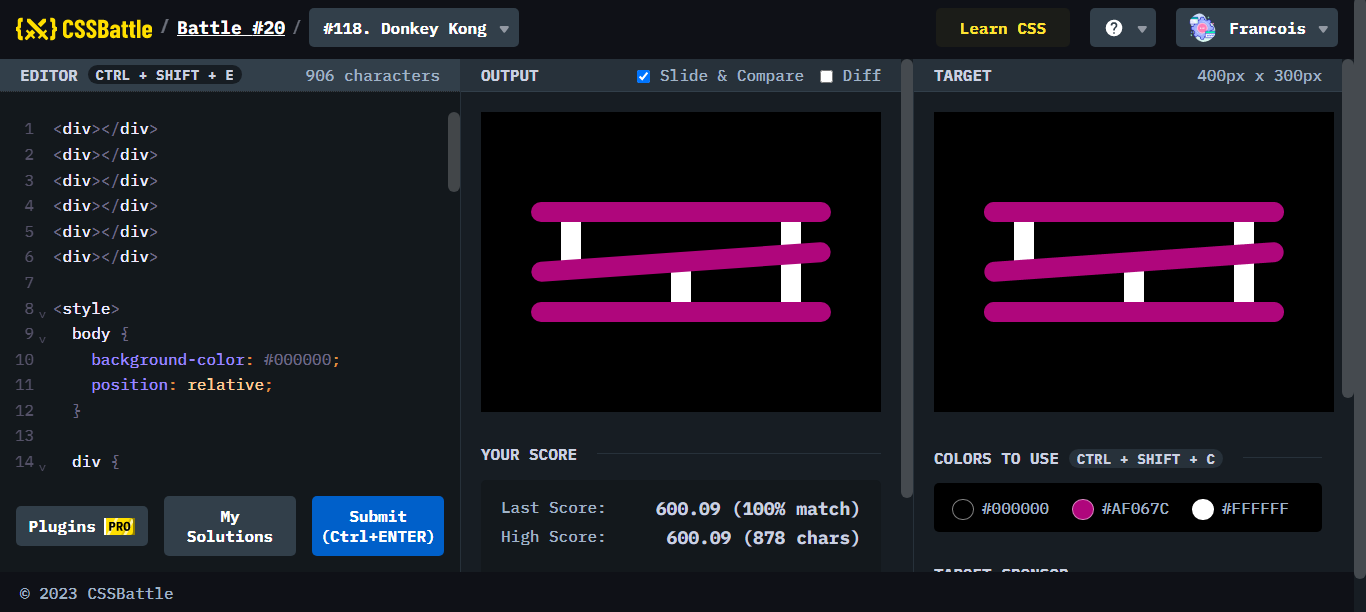 CSSBattle / Battle #20 / #118. Donkey Kong ▼ Learn CSS ? ▼ Francois ▼
EDITOR CTRL + SHIFT + E 906 characters
OUTPUT Slide & Compare Diff
TARGET 400px x 300px
1 <div></div>
2 <div></div>
3 <div></div>
4 <div></div>
5 <div></div>
6 <div></div>
7
8 <style>
9 body {
10 background-color: #000000;
11 position: relative;
12 }
13
14 div {
Plugins PRO
My
Solutions
Submit
(Ctrl+ENTER)
YOUR SCORE
Last Score: 600.09 (100% match)
High Score: 600.09 (878 chars)
COLORS TO USE CTRL + SHIFT + C
#000000 #AF067C #FFFFFF
TARGET SPONSOR
© 2023 CSSBattle